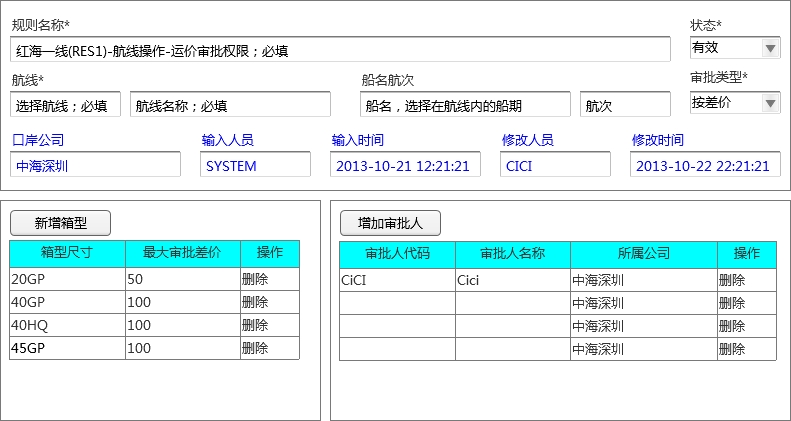 规则名称* 状态*
红海一线(RES1)-航线操作-运价审批权限；必填 有效
航线* 船名航次 审批类型*
选择航线；必填 航线名称；必填 船名，选择在航线内的船期 航次 按差价
口岸公司 输入人员 输入时间 修改人员 修改时间
中海深圳 SYSTEM 2013-10-21 12:21:21 CICI 2013-10-22 22:21:21
新增箱型
箱型尺寸 最大审批差价 操作
20GP 50 删除
40GP 100 删除
40HQ 100 删除
45GP 100 删除
增加审批人
审批人代码 审批人名称 所属公司 操作
CiCI Cici 中海深圳 删除
中海深圳 删除
中海深圳 删除
中海深圳 删除